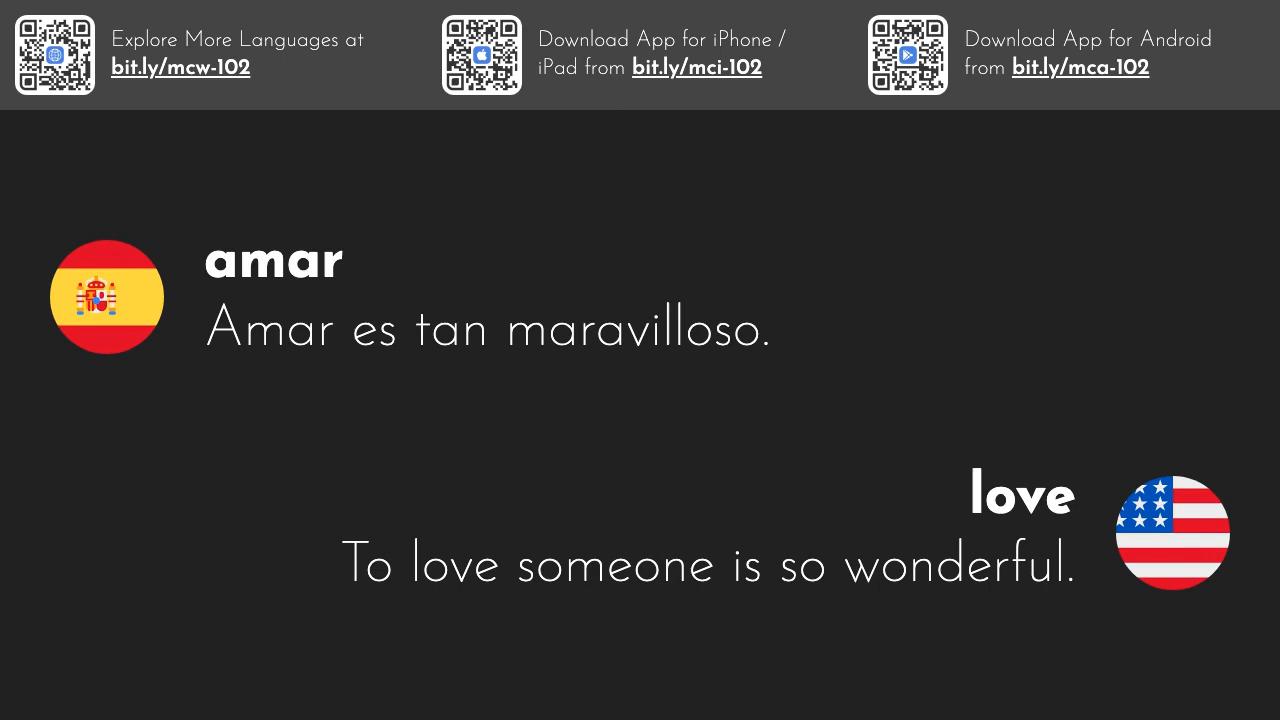 Explore More Languages at
bit.ly/mcw-102
Download App for iPhone /
iPad from bit.ly/mci-102
Download App for Android
from bit.ly/mca-102
amar
Amar es tan maravilloso.
love
To love someone is so wonderful.